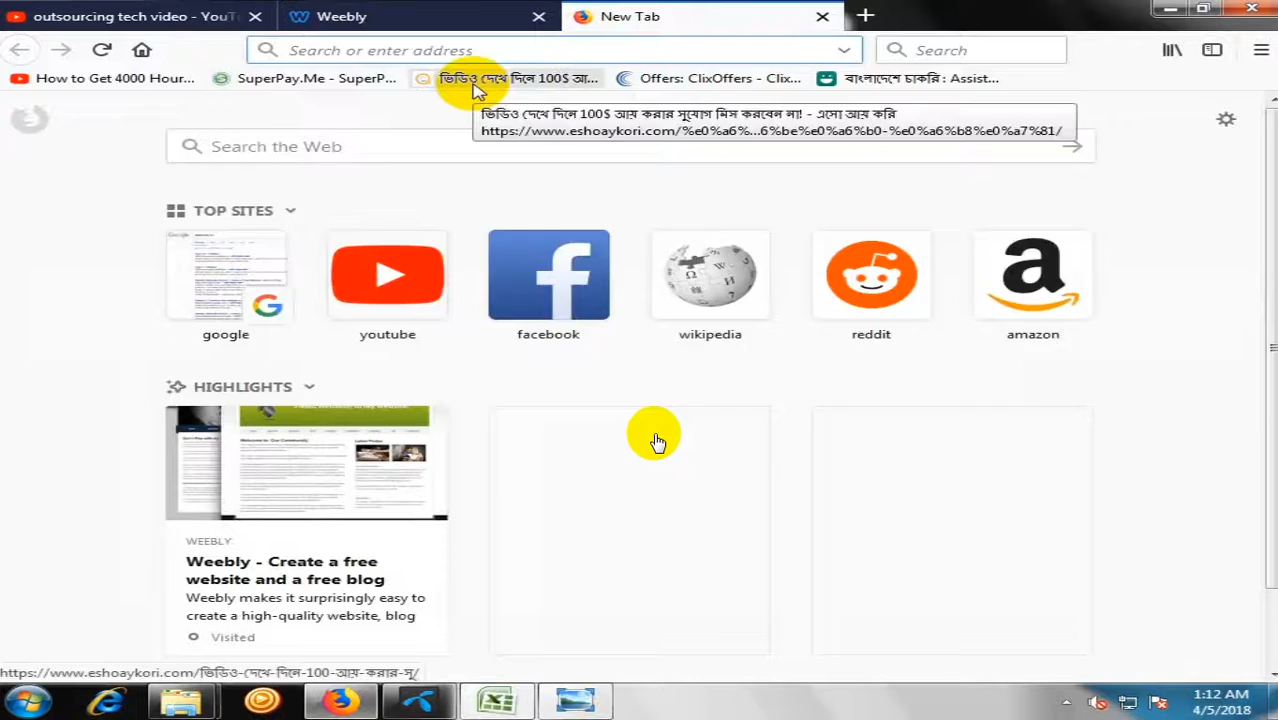 outsourcing tech video - YouT
Weebly
New Tab
Search or enter address
Search
How to Get 4000 Hour...
SuperPay.Me - SuperP...
ভিডিও দেখে দিনে 100$ আ...
Offers: ClixOffers - Clix...
বাংলাদেশে চাকরি : Assist...
ভিডিও দেখে দিনে 100$ আয় করার সুযোগ মিস করবেন না! - এসো আয় করি
https://www.eshoaykori.com/%e0%a6%...6%be%e0%a6%b0-%e0%a6%b8%e0%a7%81/
Search the Web
TOP SITES
google
youtube
facebook
wikipedia
reddit
amazon
HIGHLIGHTS
WEEBLY
Weebly - Create a free
website and a free blog
Weebly makes it surprisingly easy to
create a high-quality website, blog
Visited
https://www.eshoaykori.com/ভিডিও-দেখে-দিনে-100-আয়-করার-সু/
1:12 AM
4/5/2018